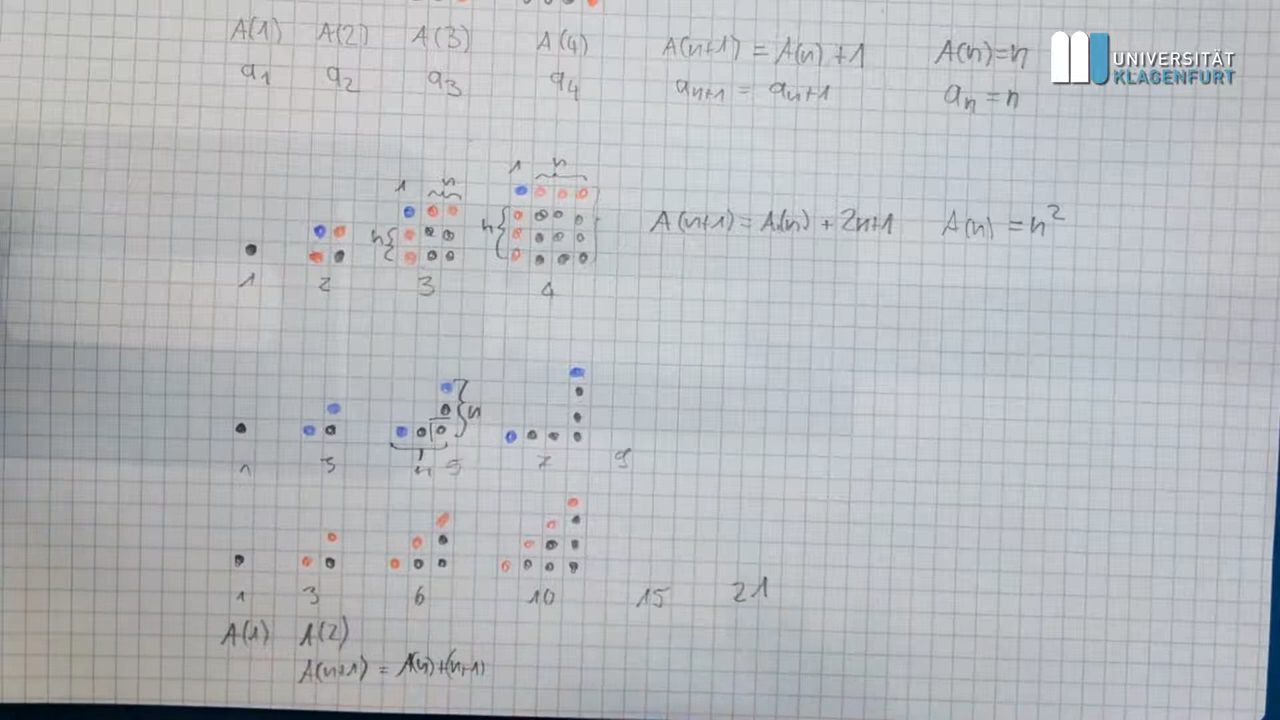 A(1) A(2) A(3) A(4) A(n+1) = A(n)+1 A(n)=n
a1 a2 a3 a4 an+1 = an+1 an = n
UNIVERSITÄT
KLAGENFURT
1 n
1 n
n n A(n+1) = A(n) + 2n+1 A(n) = n²
1 2 3 4
n
1 3 n 5 7 9
1 3 6 10 15 21
A(1) A(2)
A(n+1) = A(n)+(n+1)